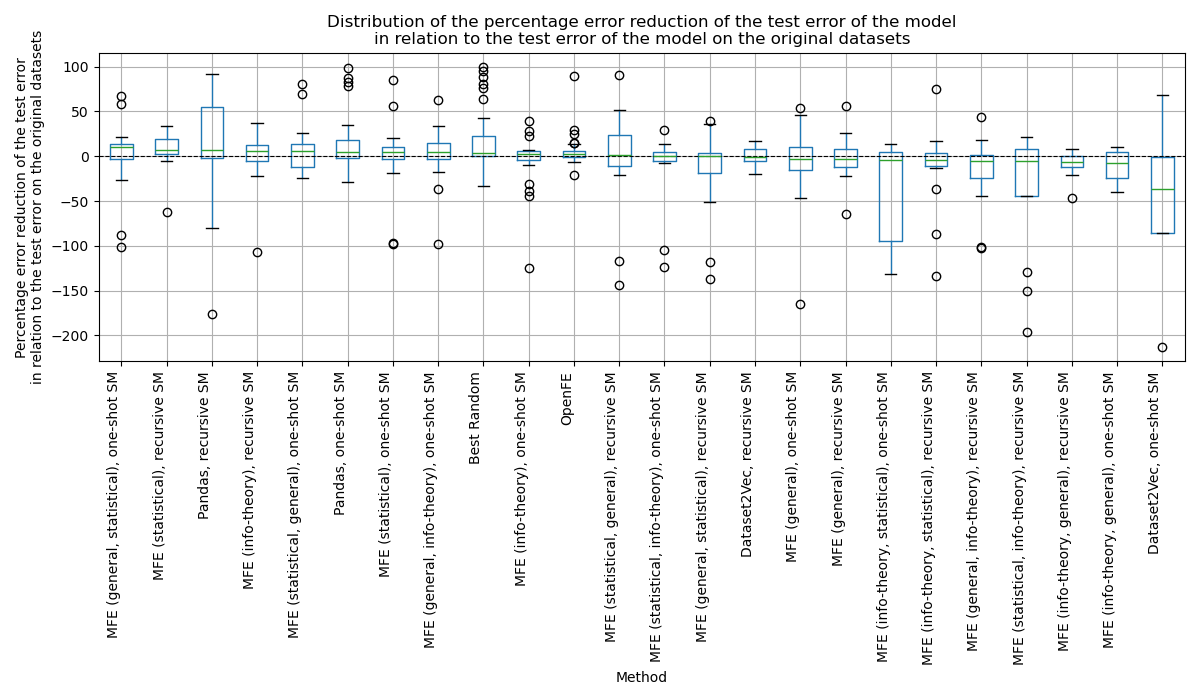 Distribution of the percentage error reduction of the test error of the model
in relation to the test error of the model on the original datasets
Percentage error reduction of the test error
in relation to the test error on the original datasets
100
50
0
−50
−100
−150
−200
MFE (general, statistical), one-shot SM
MFE (statistical), recursive SM
Pandas, recursive SM
MFE (info-theory), recursive SM
MFE (statistical, general), one-shot SM
Pandas, one-shot SM
MFE (statistical), one-shot SM
MFE (general, info-theory), one-shot SM
Best Random
MFE (info-theory), one-shot SM
OpenFE
MFE (statistical, general), recursive SM
MFE (statistical, info-theory), one-shot SM
MFE (general, statistical), recursive SM
Dataset2Vec, recursive SM
MFE (general), one-shot SM
MFE (general), recursive SM
MFE (info-theory, statistical), one-shot SM
MFE (info-theory, statistical), recursive SM
MFE (general, info-theory), recursive SM
MFE (statistical, info-theory), recursive SM
MFE (info-theory, general), recursive SM
MFE (info-theory, general), one-shot SM
Dataset2Vec, one-shot SM
Method